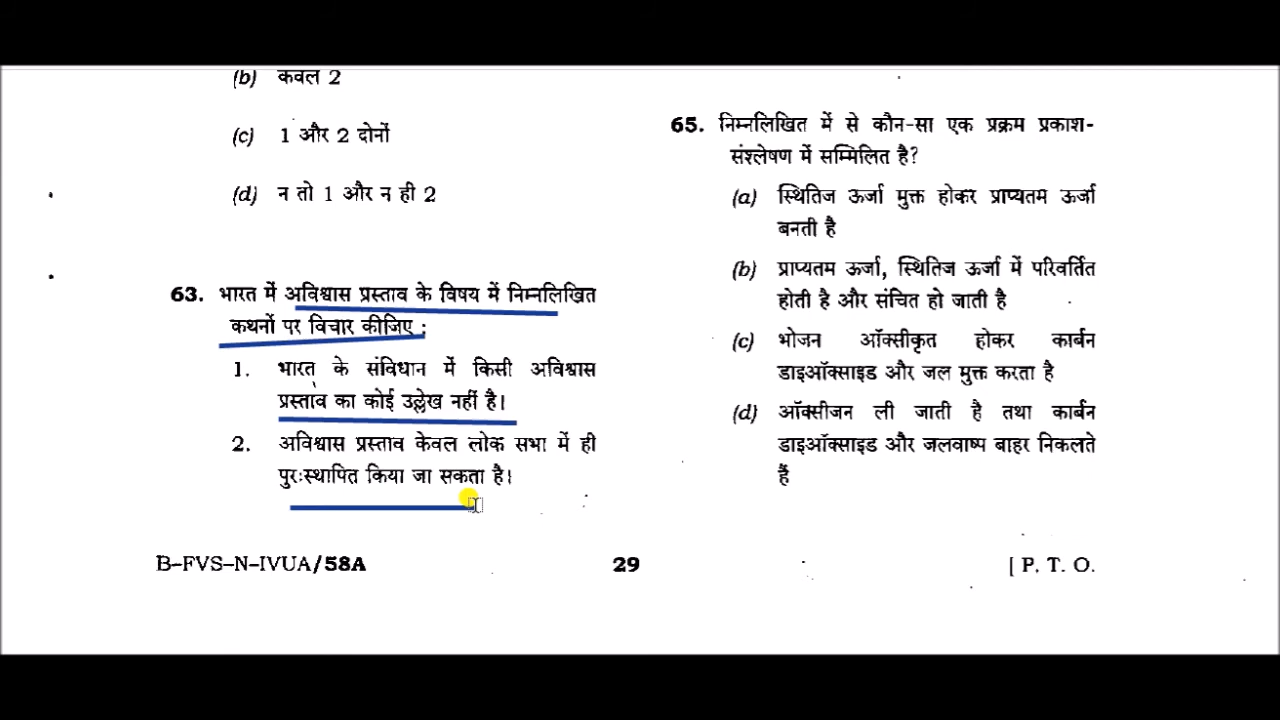 (b) केवल 2
(c) 1 और 2 दोनों
(d) न तो 1 और न ही 2
63. भारत में अविश्वास प्रस्ताव के विषय में निम्नलिखित
कथनों पर विचार कीजिए :
1. भारत के संविधान में किसी अविश्वास
प्रस्ताव का कोई उल्लेख नहीं है।
2. अविश्वास प्रस्ताव केवल लोक सभा में ही
पुरःस्थापित किया जा सकता है।
65. निम्नलिखित में से कौन-सा एक प्रक्रम प्रकाश-
संश्लेषण में सम्मिलित है?
(a) स्थितिज ऊर्जा मुक्त होकर प्राप्यतम ऊर्जा
बनती है
(b) प्राप्यतम ऊर्जा, स्थितिज ऊर्जा में परिवर्तित
होती है और संचित हो जाती है
(c) भोजन ऑक्सीकृत होकर कार्बन
डाइऑक्साइड और जल मुक्त करता है
(d) ऑक्सीजन ली जाती है तथा कार्बन
डाइऑक्साइड और जलवाष्प बाहर निकलते
हैं
B–FVS–N–IVUA/58A
29
[ P. T. O.